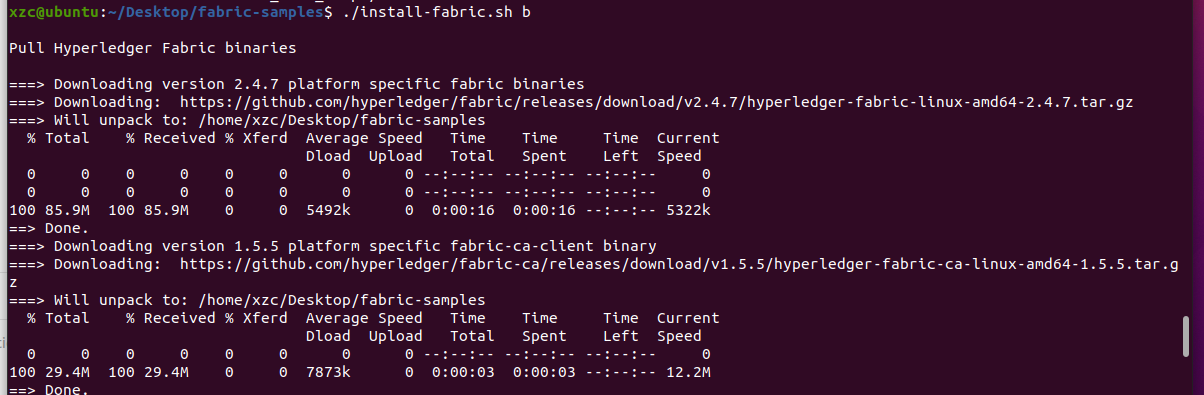 xzc@ubuntu:~/Desktop/fabric-samples$ ./install-fabric.sh b
Pull Hyperledger Fabric binaries
===> Downloading version 2.4.7 platform specific fabric binaries
===> Downloading:  https://github.com/hyperledger/fabric/releases/download/v2.4.7/hyperledger-fabric-linux-amd64-2.4.7.tar.gz
===> Will unpack to: /home/xzc/Desktop/fabric-samples
  % Total    % Received % Xferd  Average Speed   Time    Time     Time  Current
                                 Dload  Upload   Total   Spent    Left  Speed
  0     0    0     0    0     0      0      0 --:--:-- --:--:-- --:--:--     0
  0     0    0     0    0     0      0      0 --:--:-- --:--:-- --:--:--     0
100 85.9M  100 85.9M    0     0  5492k      0  0:00:16  0:00:16 --:--:-- 5322k
==> Done.
===> Downloading version 1.5.5 platform specific fabric-ca-client binary
===> Downloading:  https://github.com/hyperledger/fabric-ca/releases/download/v1.5.5/hyperledger-fabric-ca-linux-amd64-1.5.5.tar.g
z
===> Will unpack to: /home/xzc/Desktop/fabric-samples
  % Total    % Received % Xferd  Average Speed   Time    Time     Time  Current
                                 Dload  Upload   Total   Spent    Left  Speed
  0     0    0     0    0     0      0      0 --:--:-- --:--:-- --:--:--     0
100 29.4M  100 29.4M    0     0  7873k      0  0:00:03  0:00:03 --:--:-- 12.2M
==> Done.